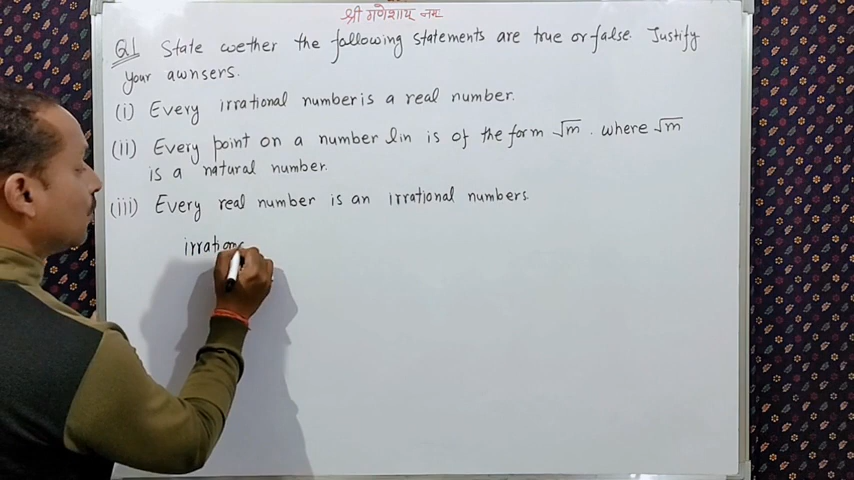 श्री गणेशाय नमः
Q1 State wether the following statements are true or false. Justify
your awnsers.
(i) Every irrational number is a real number.
(ii) Every point on a number lin is of the form √m. where √m
is a natural number.
(iii) Every real number is an irrational numbers.
irrationa